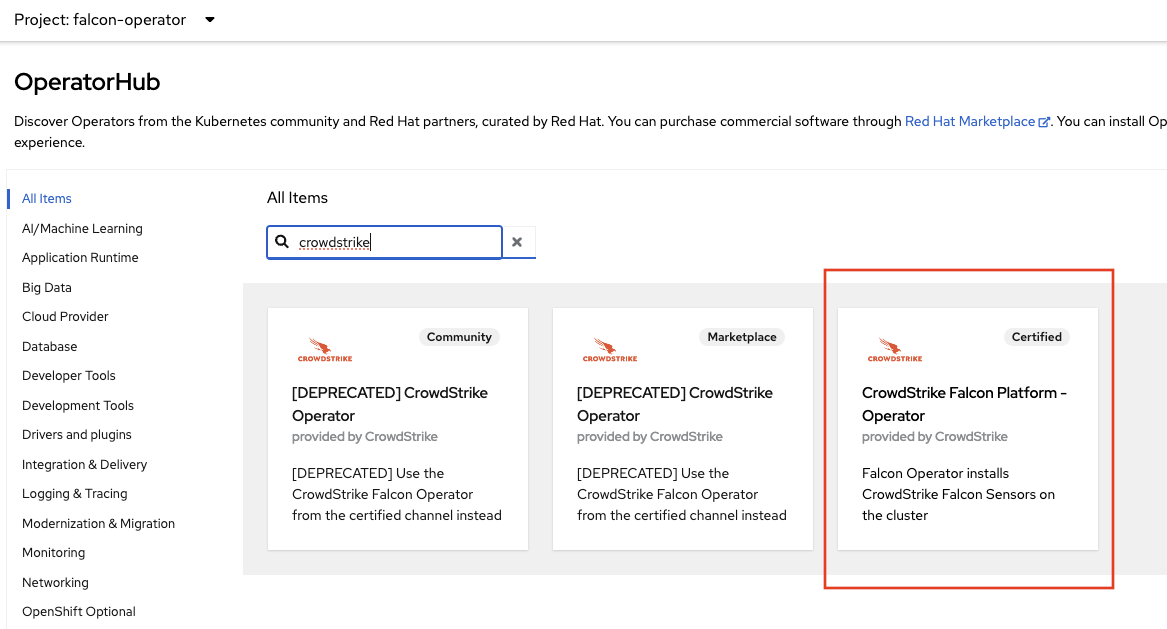 Project: falcon-operator
OperatorHub
Discover Operators from the Kubernetes community and Red Hat partners, curated by Red Hat. You can purchase commercial software through Red Hat Marketplace. You can install Op
experience.
All Items
AI/Machine Learning
Application Runtime
Big Data
Cloud Provider
Database
Developer Tools
Development Tools
Drivers and plugins
Integration & Delivery
Logging & Tracing
Modernization & Migration
Monitoring
Networking
OpenShift Optional
All Items
crowdstrike
CROWDSTRIKE
Community
[DEPRECATED] CrowdStrike
Operator
provided by CrowdStrike
[DEPRECATED] Use the
CrowdStrike Falcon Operator
from the certified channel instead
CROWDSTRIKE
Marketplace
[DEPRECATED] CrowdStrike
Operator
provided by CrowdStrike
[DEPRECATED] Use the
CrowdStrike Falcon Operator
from the certified channel instead
CROWDSTRIKE
Certified
CrowdStrike Falcon Platform -
Operator
provided by CrowdStrike
Falcon Operator installs
CrowdStrike Falcon Sensors on
the cluster